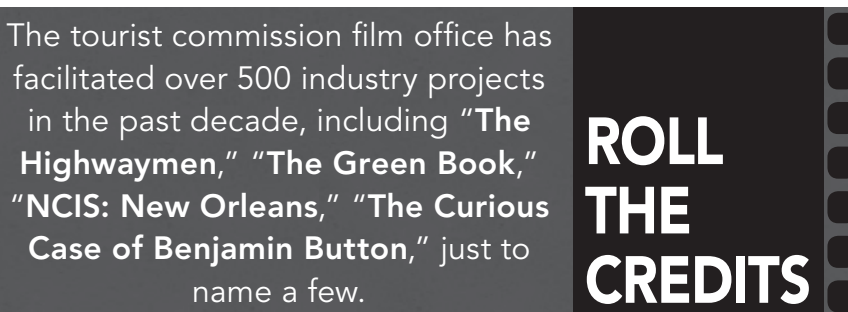 The tourist commission film office has
facilitated over 500 industry projects
in the past decade, including “The
Highwaymen,” “The Green Book,”
“NCIS: New Orleans,” “The Curious
Case of Benjamin Button,” just to
name a few.
ROLL
THE
CREDITS